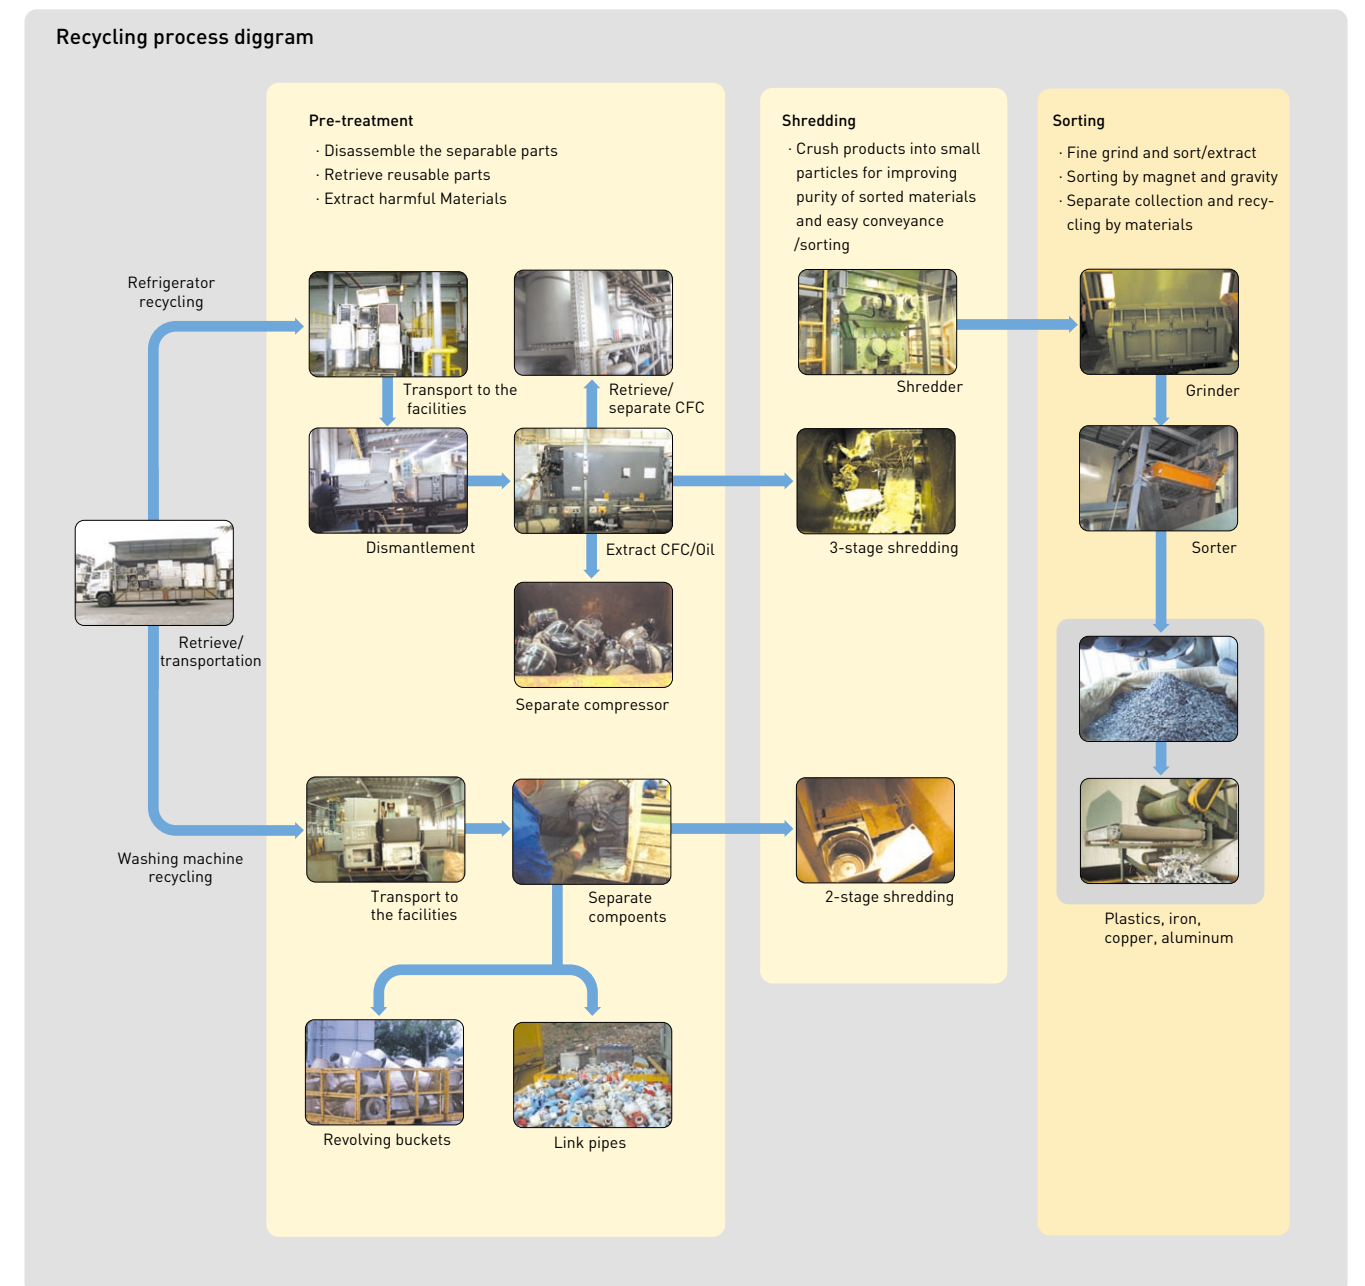 Recycling process diggram
Pre-treatment
· Disassemble the separable parts
· Retrieve reusable parts
· Extract harmful Materials
Shredding
· Crush products into small
particles for improving
purity of sorted materials
and easy conveyance
/sorting
Sorting
· Fine grind and sort/extract
· Sorting by magnet and gravity
· Separate collection and recy-
cling by materials
Refrigerator
recycling
Transport to the
facilities
Retrieve/
separate CFC
Shredder
Grinder
Dismantlement
Extract CFC/Oil
3-stage shredding
Sorter
Retrieve/
transportation
Separate compressor
Washing machine
recycling
Transport to
the facilities
Separate
compoents
2-stage shredding
Plastics, iron,
copper, aluminum
Revolving buckets
Link pipes